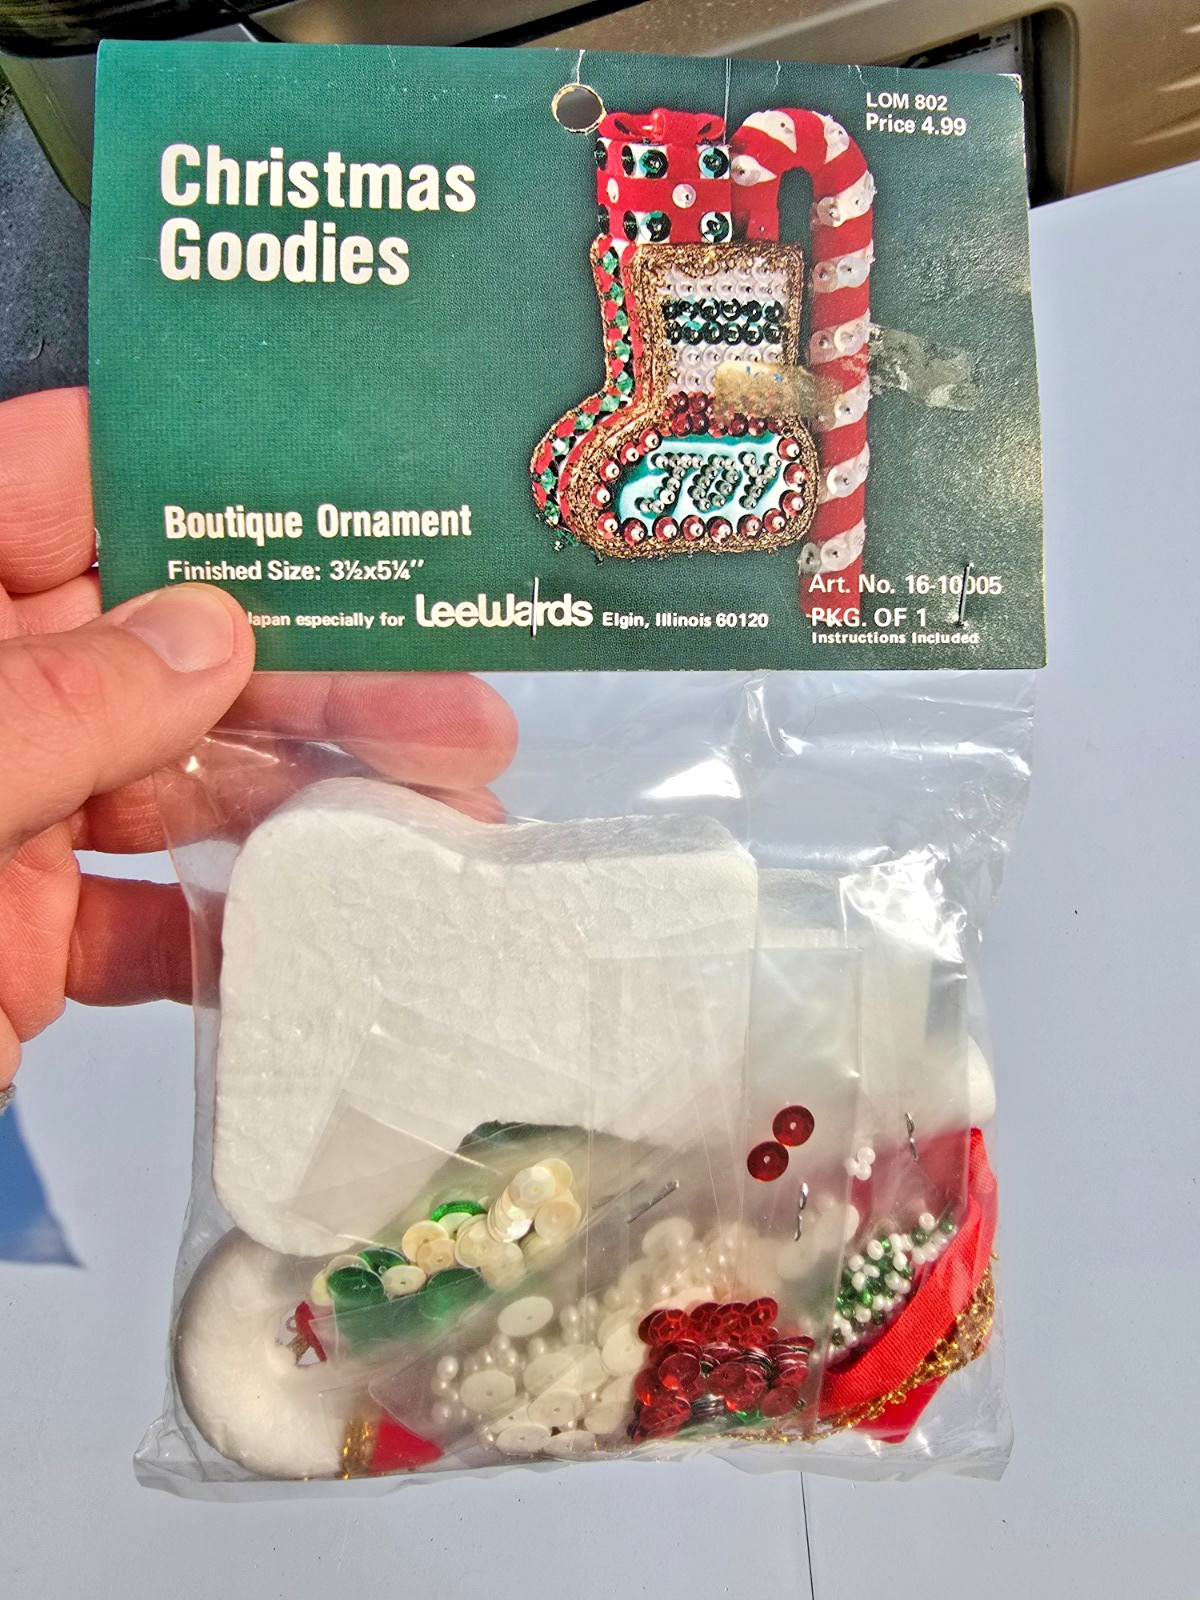 LOM 802
Price 4.99
Christmas
Goodies
JOY
Boutique Ornament
Finished Size: 3½x5¼"
Japan especially for LeeWards Elgin, Illinois 60120
Art. No. 16-10005
PKG. OF 1
Instructions Included